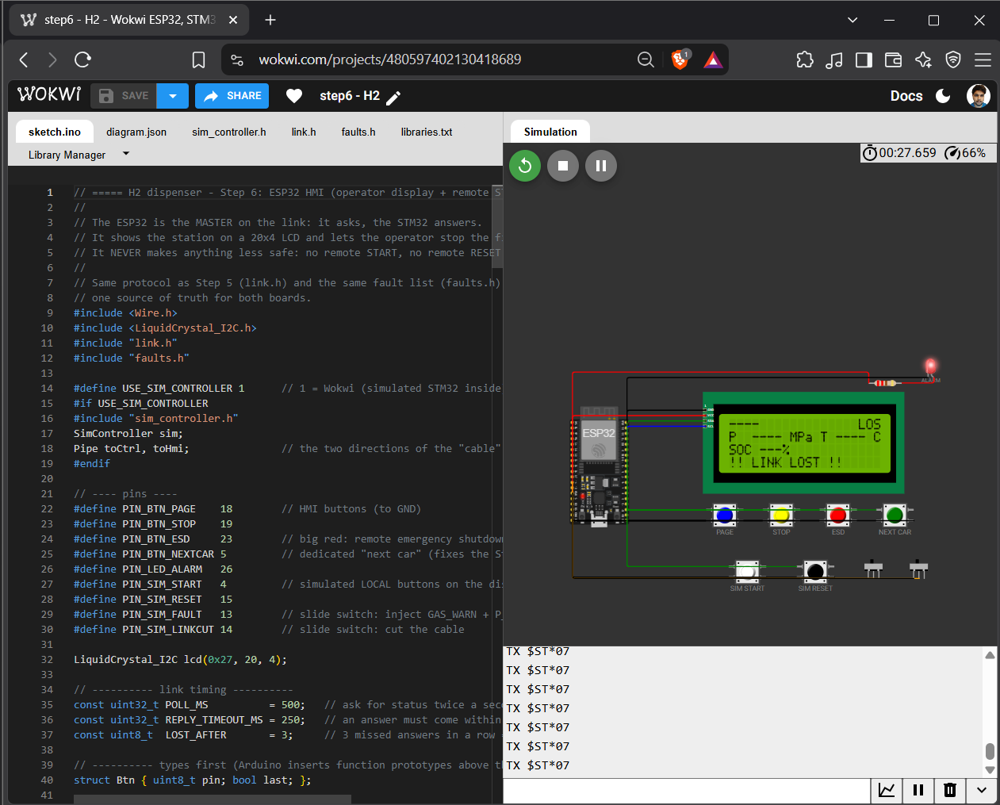 step6 - H2 - Wokwi ESP32, STM3
wokwi.com/projects/480597402130418689
1
WOKWI
SAVE
SHARE
step6 - H2
Docs
sketch.ino
diagram.json
sim_controller.h
link.h
faults.h
libraries.txt
Library Manager
1 // ===== H2 dispenser - Step 6: ESP32 HMI (operator display + remote S
2 //
3 // The ESP32 is the MASTER on the link: it asks, the STM32 answers.
4 // It shows the station on a 20x4 LCD and lets the operator stop the f
5 // It NEVER makes anything less safe: no remote START, no remote RESET
6 //
7 // Same protocol as Step 5 (link.h) and the same fault list (faults.h)
8 // one source of truth for both boards.
9 #include <Wire.h>
10 #include <LiquidCrystal_I2C.h>
11 #include "link.h"
12 #include "faults.h"
13
14 #define USE_SIM_CONTROLLER 1 // 1 = Wokwi (simulated STM32 inside
15 #if USE_SIM_CONTROLLER
16 #include "sim_controller.h"
17 SimController sim;
18 Pipe toCtrl, toHmi; // the two directions of the "cable"
19 #endif
20
21 // ---- pins ----
22 #define PIN_BTN_PAGE 18 // HMI buttons (to GND)
23 #define PIN_BTN_STOP 19
24 #define PIN_BTN_ESD 23 // big red: remote emergency shutdow
25 #define PIN_BTN_NEXTCAR 5 // dedicated "next car" (fixes the S
26 #define PIN_LED_ALARM 26
27 #define PIN_SIM_START 4 // simulated LOCAL buttons on the dis
28 #define PIN_SIM_RESET 15
29 #define PIN_SIM_FAULT 13 // slide switch: inject GAS_WARN + P_
30 #define PIN_SIM_LINKCUT 14 // slide switch: cut the cable
31
32 LiquidCrystal_I2C lcd(0x27, 20, 4);
33
34 // ---------- link timing ----------
35 const uint32_t POLL_MS = 500; // ask for status twice a seco
36 const uint32_t REPLY_TIMEOUT_MS = 250; // an answer must come within
37 const uint8_t LOST_AFTER = 3; // 3 missed answers in a row
38
39 // ---------- types first (Arduino inserts function prototypes above th
40 struct Btn { uint8_t pin; bool last; };
41
Simulation
00:27.659 66%
ALARM
ESP32
---- LOS
P ---- MPa T ---- C
SOC ---%
!! LINK LOST !!
PAGE
STOP
ESD
NEXT CAR
SIM START
SIM RESET
TX $ST*07
TX $ST*07
TX $ST*07
TX $ST*07
TX $ST*07
TX $ST*07
TX $ST*07